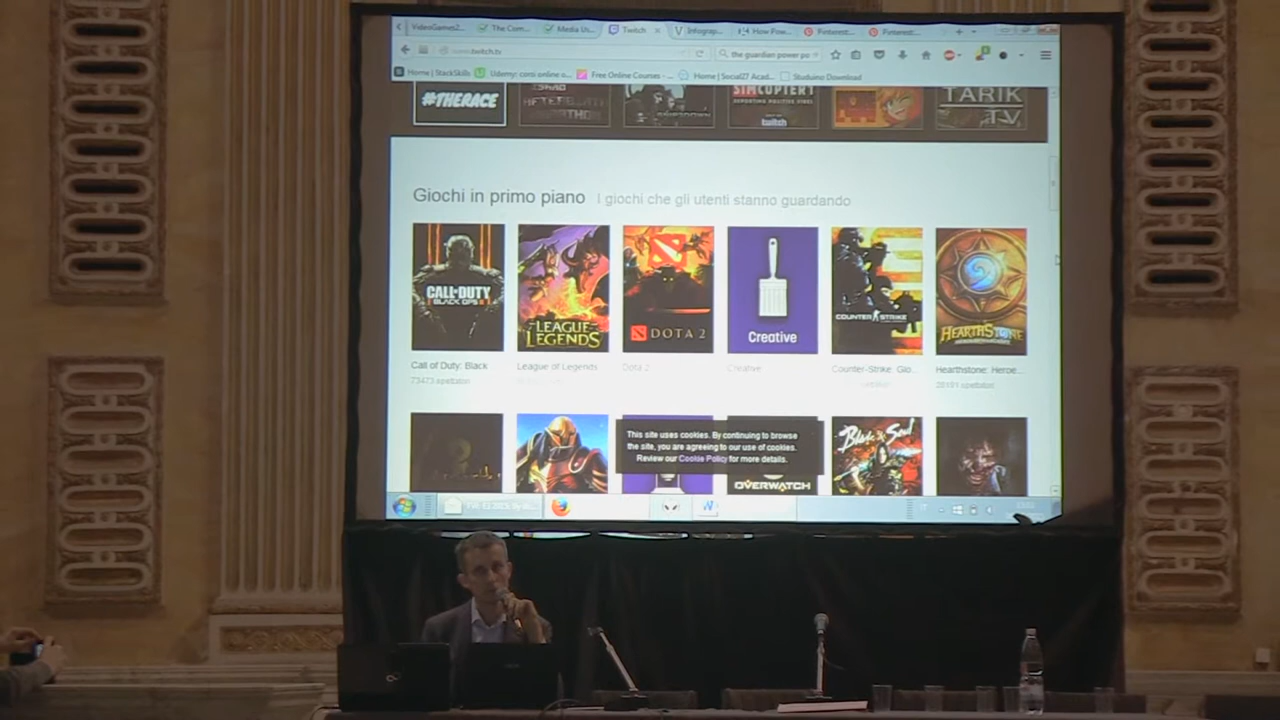 VideoGames2...
The Com...
Media Us...
Twitch
Infograp...
How Pow...
Pinterest...
Pinterest...
twitch.tv
the guardian power po
Home | StackSkills
Udemy: corsi online o...
Free Online Courses - ...
Home | Social27 Acad...
Studuino Download
#THERACE
SIMCOPTER1
twitch
TARIK
TV
Giochi in primo piano I giochi che gli utenti stanno guardando
CALL OF DUTY
BLACK OPS III
LEAGUE
LEGENDS
DOTA 2
Creative
COUNTER STRIKE
HEARTHSTONE
Call of Duty: Black
League of Legends
Dota 2
Creative
Counter-Strike: Glo...
Hearthstone: Heroe...
73473 spettatori
spettatori
20191 spettatori
This site uses cookies. By continuing to browse
the site, you are agreeing to our use of cookies.
Review our Cookie Policy for more details.
Blade & Soul
OVERWATCH